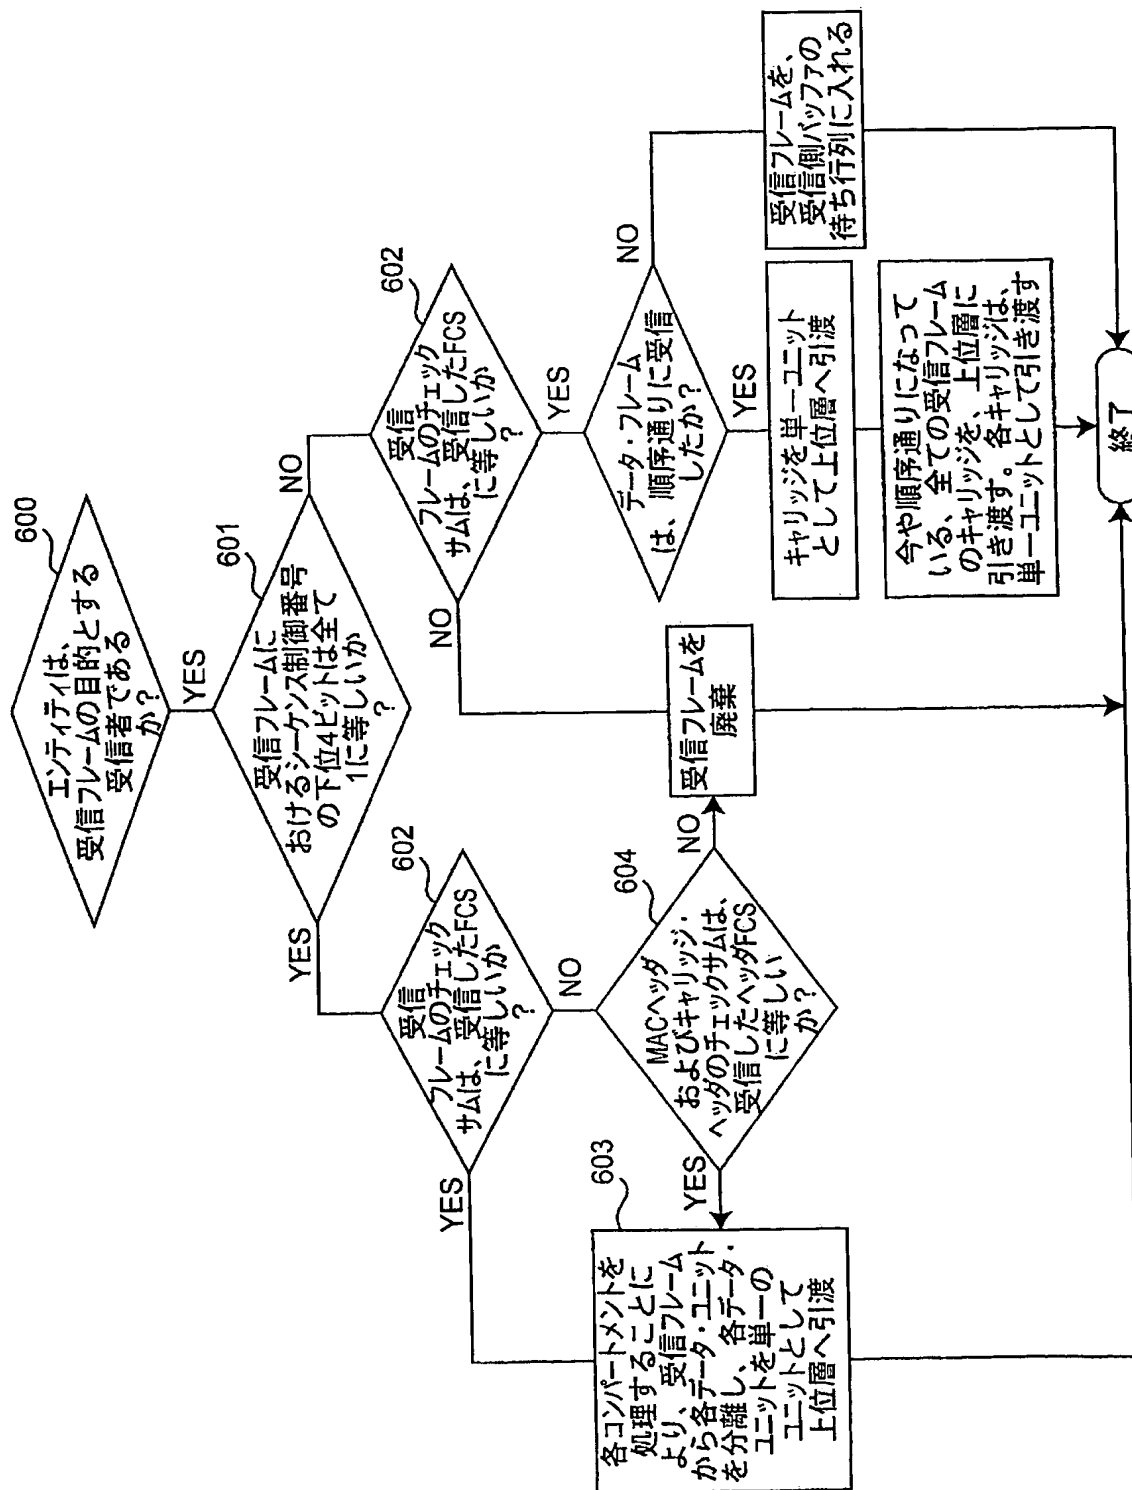 600
エンティティは、
受信フレームの目的とする
受信者である
か？
YES
601
受信フレームに
おけるシーケンス制御番号
の下位4ビットは全て
1に等しいか
？
YES
NO
602
受信
フレームのチェック
サムは、受信したFCS
に等しいか
？
YES
NO
602
受信
フレームのチェック
サムは、受信したFCS
に等しいか
？
NO
YES
604
MACヘッダ
およびキャリッジ・
ヘッダのチェックサムは、
受信したヘッダFCS
に等しい
か？
YES
NO
データ・フレーム
は、順序通りに受信
したか？
NO
YES
603
各コンパートメントを
処理することに
より、受信フレーム
から各データ・ユニット
を分離し、各データ・
ユニットを単一の
ユニットとして
上位層へ引渡
受信フレームを
廃棄
キャリッジを単一ユニット
として上位層へ引渡
受信フレームを、
受信側バッファの
待ち行列に入れる
今や順序通りになって
いる、全ての受信フレーム
のキャリッジを、上位層に
引き渡す。各キャリッジは、
単一ユニットとして引き渡す
終了